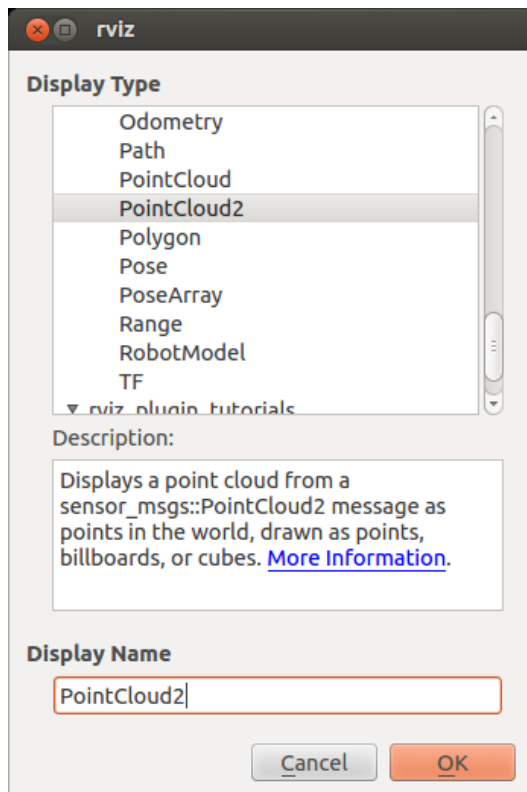 rviz
Display Type
Odometry
Path
PointCloud
PointCloud2
Polygon
Pose
PoseArray
Range
RobotModel
TF
rviz_plugin_tutorials
Description:
Displays a point cloud from a
sensor_msgs::PointCloud2 message as
points in the world, drawn as points,
billboards, or cubes. More Information.
Display Name
PointCloud2
Cancel OK